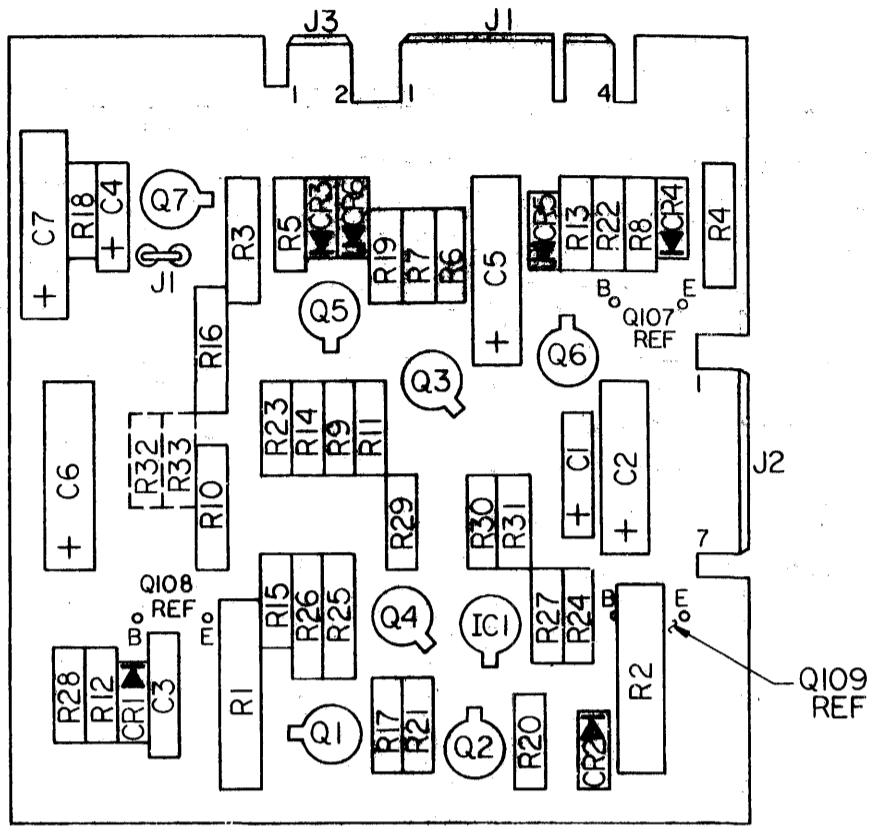 J3 J1
1 2 1 4
C7 R18 C4 Q7 R3 R5 CR3 CR6 R19 R7 R6 C5 CR5 R13 R22 R8 CR4 R4
+ + J1
B E
Q107
REF
Q5 + Q6
R16 Q3
1
C6 R32 R33 R10 R23 R14 R9 R11 C1 C2 J2
+ R29 R30 R31 + +
7
Q108
REF
B E
R15 R26 R25 Q4 IC1 R27 R24 B E
R28 R12 CR1 C3 R1 R2 Q109
REF
Q1 R17 R21 Q2 R20 CR2